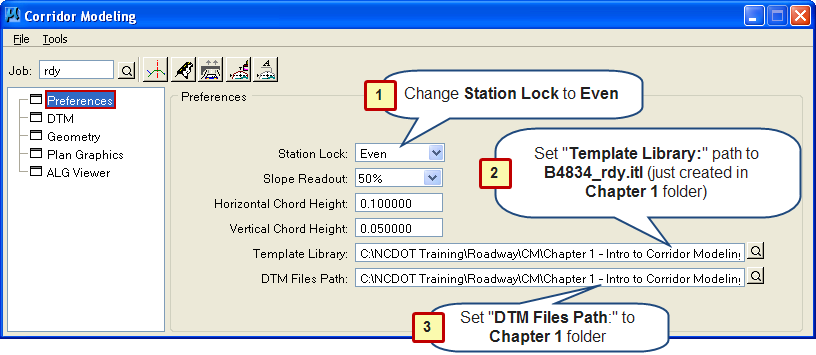 Corridor Modeling
File Tools
Job: rdy
Preferences
DTM
Geometry
Plan Graphics
ALG Viewer
Preferences
1 Change Station Lock to Even
Station Lock: Even
Slope Readout: 50%
Horizontal Chord Height: 0.100000
Vertical Chord Height: 0.050000
Template Library: C:\NCDOT Training\Roadway\CM\Chapter 1 - Intro to Corridor Modeling
DTM Files Path: C:\NCDOT Training\Roadway\CM\Chapter 1 - Intro to Corridor Modeling
2 Set "Template Library:" path to
B4834_rdy.itl (just created in
Chapter 1 folder)
3 Set "DTM Files Path:" to
Chapter 1 folder